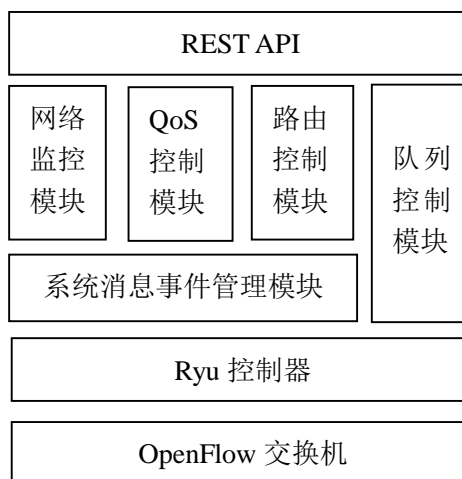 REST API
网络
监控
模块
QoS
控制
模块
路由
控制
模块
队列
控制
模块
系统消息事件管理模块
Ryu 控制器
OpenFlow 交换机